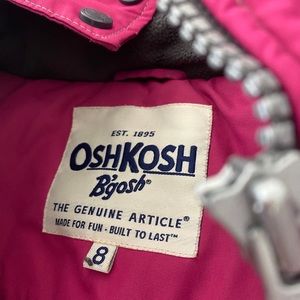 EST. 1895
OSHKOSH
B'gosh®
THE GENUINE ARTICLE®
MADE FOR FUN - BUILT TO LAST™
8